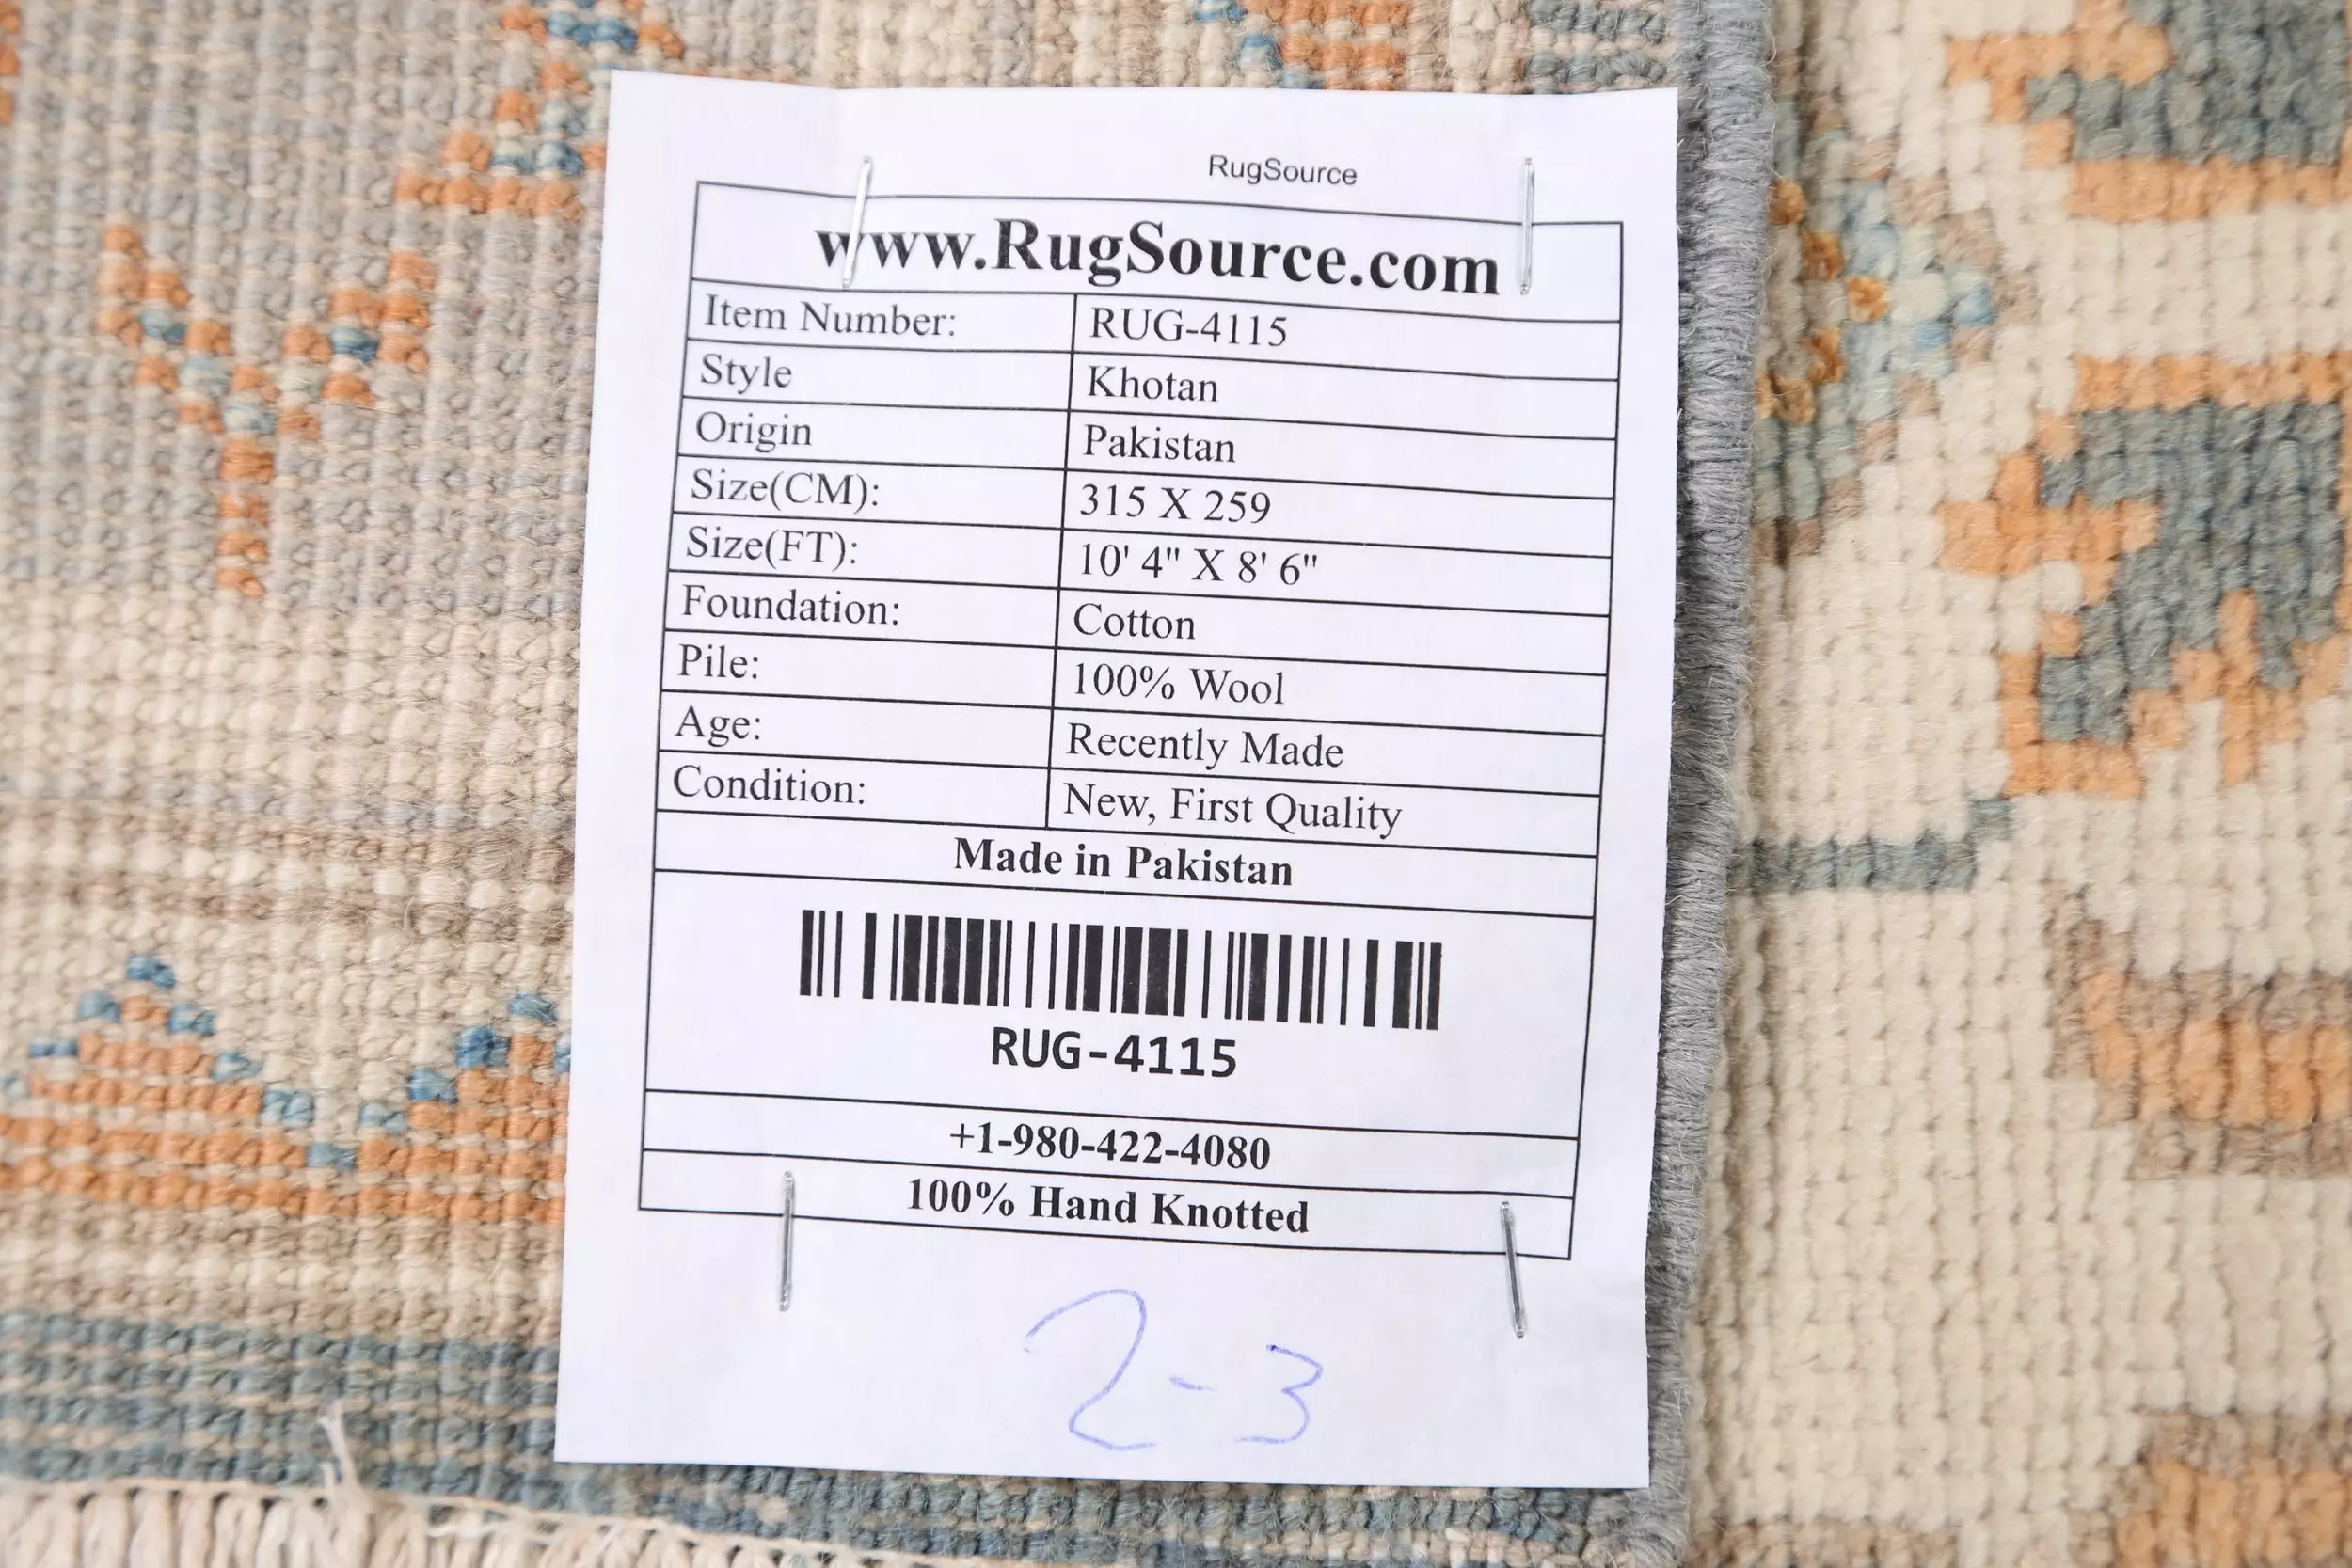 RugSource
www.RugSource.com
Item Number: RUG-4115
Style Khotan
Origin Pakistan
Size(CM): 315 X 259
Size(FT): 10' 4" X 8' 6"
Foundation: Cotton
Pile: 100% Wool
Age: Recently Made
Condition: New, First Quality
Made in Pakistan
RUG-4115
+1-980-422-4080
100% Hand Knotted
2-3